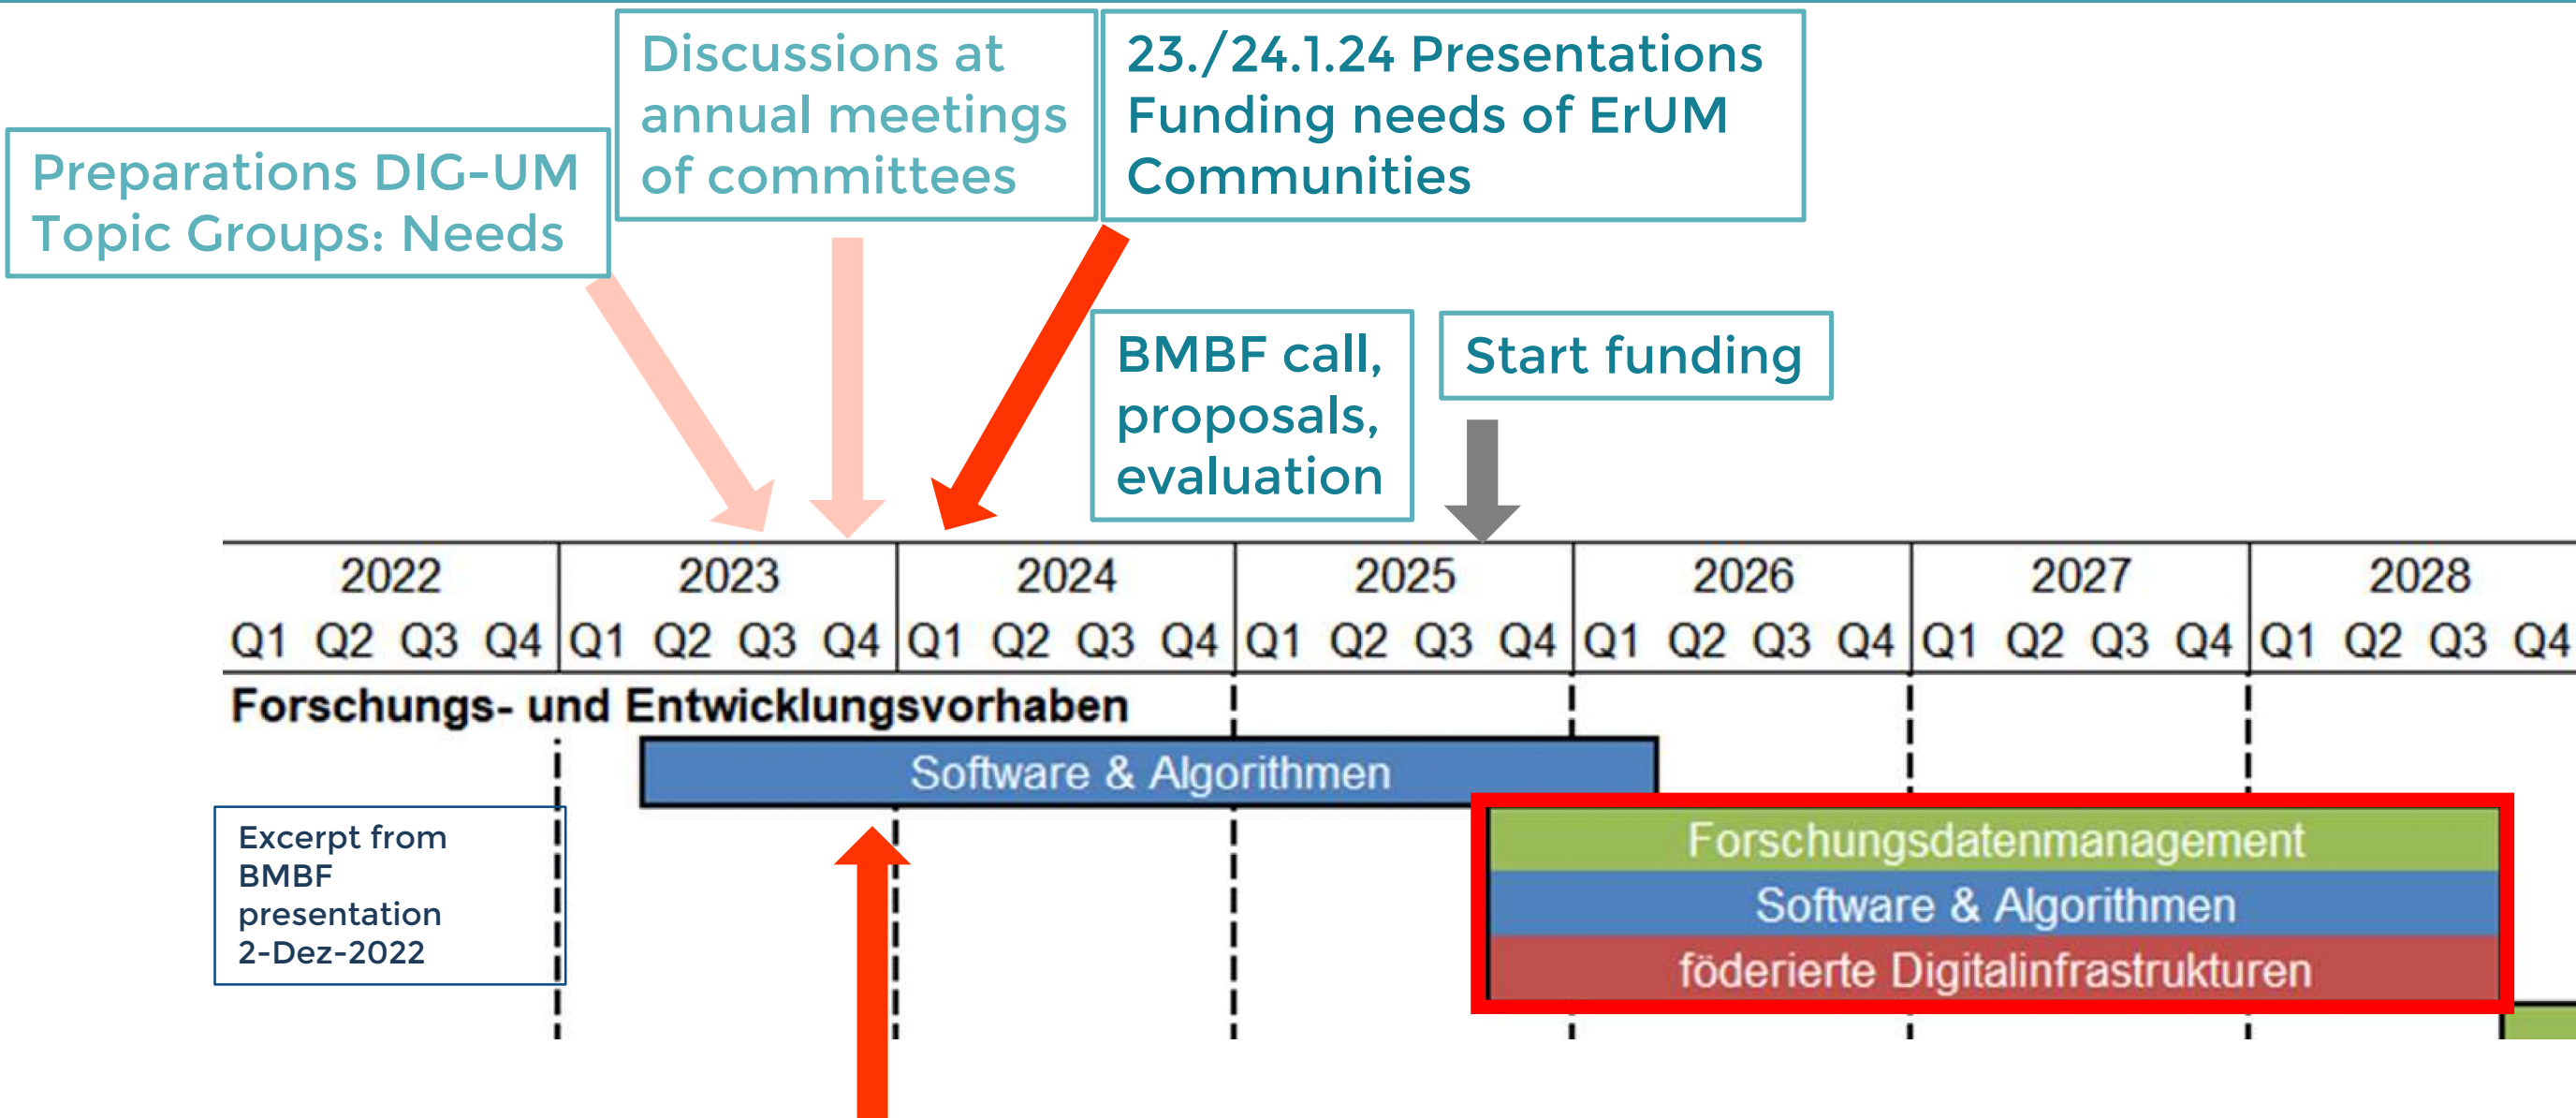 Discussions at
annual meetings
of committees
23./24.1.24 Presentations
Funding needs of ErUM
Communities
Preparations DIG-UM
Topic Groups: Needs
BMBF call,
proposals,
evaluation
Start funding
2022 2023 2024 2025 2026 2027 2028
Q1 Q2 Q3 Q4 Q1 Q2 Q3 Q4 Q1 Q2 Q3 Q4 Q1 Q2 Q3 Q4 Q1 Q2 Q3 Q4 Q1 Q2 Q3 Q4 Q1 Q2 Q3 Q4
Forschungs- und Entwicklungsvorhaben
Software & Algorithmen
Excerpt from
BMBF
presentation
2-Dez-2022
Forschungsdatenmanagement
Software & Algorithmen
föderierte Digitalinfrastrukturen